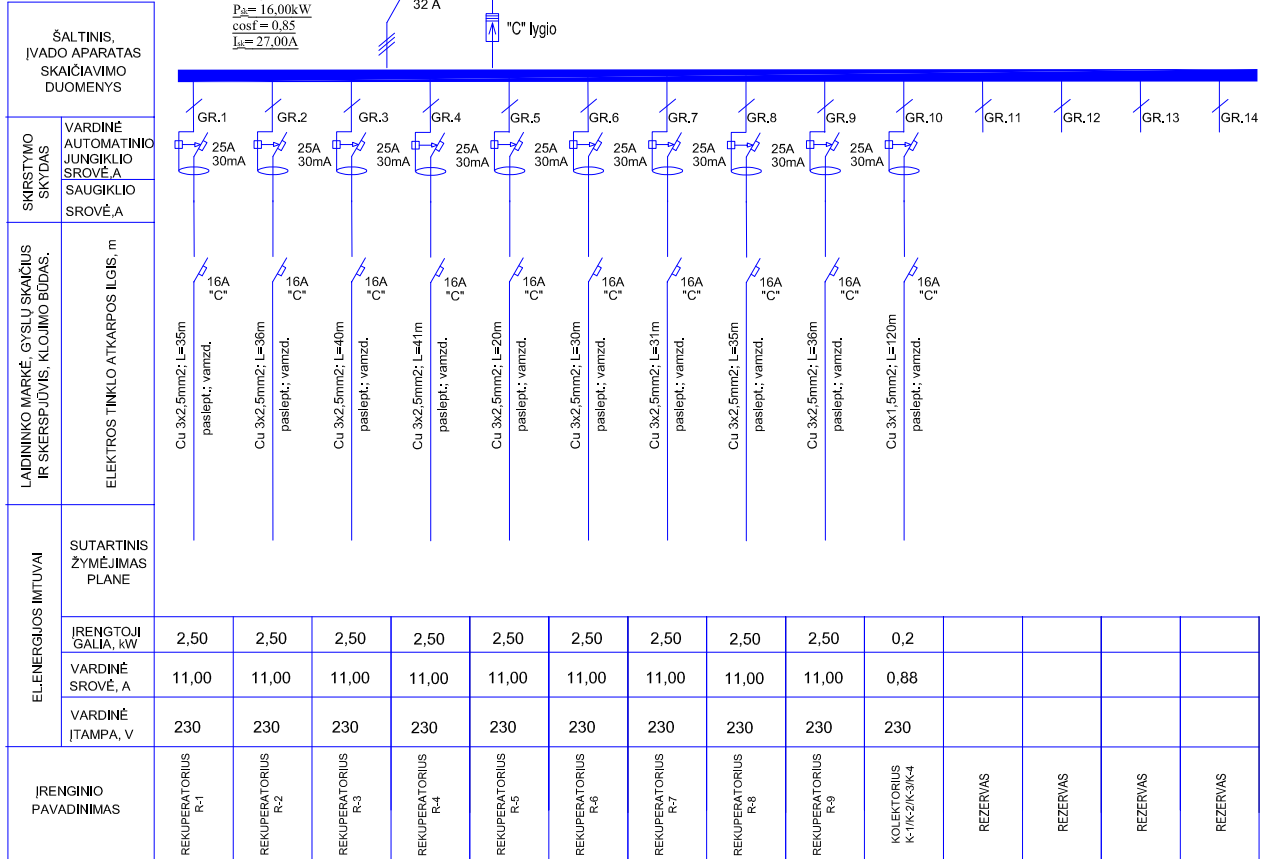 Psk= 16,00kW
cosf = 0,85
Isk= 27,00A
32 A
"C" lygio
ŠALTINIS,
ĮVADO APARATAS
SKAIČIAVIMO
DUOMENYS
GR.1
GR.2
GR.3
GR.4
GR.5
GR.6
GR.7
GR.8
GR.9
GR.10
GR.11
GR.12
GR.13
GR.14
SKIRSTYMO
SKYDAS
VARDINĖ
AUTOMATINIO
JUNGIKLIO
SROVĖ,A
25A
30mA
25A
30mA
25A
30mA
25A
30mA
25A
30mA
25A
30mA
25A
30mA
25A
30mA
25A
30mA
SAUGIKLIO
SROVĖ,A
LAIDININKO MARKĖ, GYSLŲ SKAIČIUS
IR SKERSPJŪVIS, KLOJIMO BŪDAS.
ELEKTROS TINKLO ATKARPOS ILGIS, m
16A
"C"
16A
"C"
16A
"C"
16A
"C"
16A
"C"
16A
"C"
16A
"C"
16A
"C"
16A
"C"
16A
"C"
Cu 3x2,5mm2; L=35m
paslept.; vamzd.
Cu 3x2,5mm2; L=36m
paslept.; vamzd.
Cu 3x2,5mm2; L=40m
paslept.; vamzd.
Cu 3x2,5mm2; L=41m
paslept.; vamzd.
Cu 3x2,5mm2; L=20m
paslept.; vamzd.
Cu 3x2,5mm2; L=30m
paslept.; vamzd.
Cu 3x2,5mm2; L=31m
paslept.; vamzd.
Cu 3x2,5mm2; L=35m
paslept.; vamzd.
Cu 3x2,5mm2; L=36m
paslept.; vamzd.
Cu 3x1,5mm2; L=120m
paslept.; vamzd.
EL.ENERGIJOS IMTUVAI
SUTARTINIS
ŽYMĖJIMAS
PLANE
ĮRENGTOJI
GALIA, kW
2,50 2,50 2,50 2,50 2,50 2,50 2,50 2,50 2,50 0,2
VARDINĖ
SROVĖ, A
11,00 11,00 11,00 11,00 11,00 11,00 11,00 11,00 11,00 0,88
VARDINĖ
ĮTAMPA, V
230 230 230 230 230 230 230 230 230 230
ĮRENGINIO
PAVADINIMAS
REKUPERATORIUS
R-1
REKUPERATORIUS
R-2
REKUPERATORIUS
R-3
REKUPERATORIUS
R-4
REKUPERATORIUS
R-5
REKUPERATORIUS
R-6
REKUPERATORIUS
R-7
REKUPERATORIUS
R-8
REKUPERATORIUS
R-9
KOLEKTORIUS
K-1/K-2/K-3/K-4
REZERVAS
REZERVAS
REZERVAS
REZERVAS